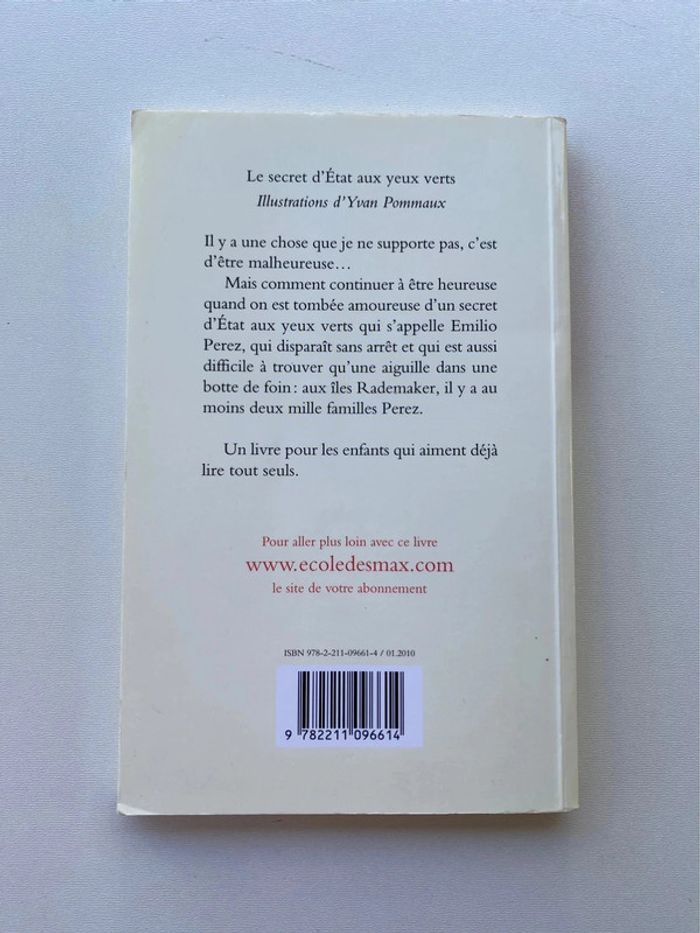 Le secret d'État aux yeux verts
Illustrations d'Yvan Pommaux
Il y a une chose que je ne supporte pas, c'est
d'être malheureuse…
Mais comment continuer à être heureuse
quand on est tombée amoureuse d'un secret
d'État aux yeux verts qui s'appelle Emilio
Perez, qui disparaît sans arrêt et qui est aussi
difficile à trouver qu'une aiguille dans une
botte de foin : aux îles Rademaker, il y a au
moins deux mille familles Perez.
Un livre pour les enfants qui aiment déjà
lire tout seuls.
Pour aller plus loin avec ce livre
www.ecoledesmax.com
le site de votre abonnement
ISBN 978-2-211-09661-4 / 01.2010
9 782211 096614